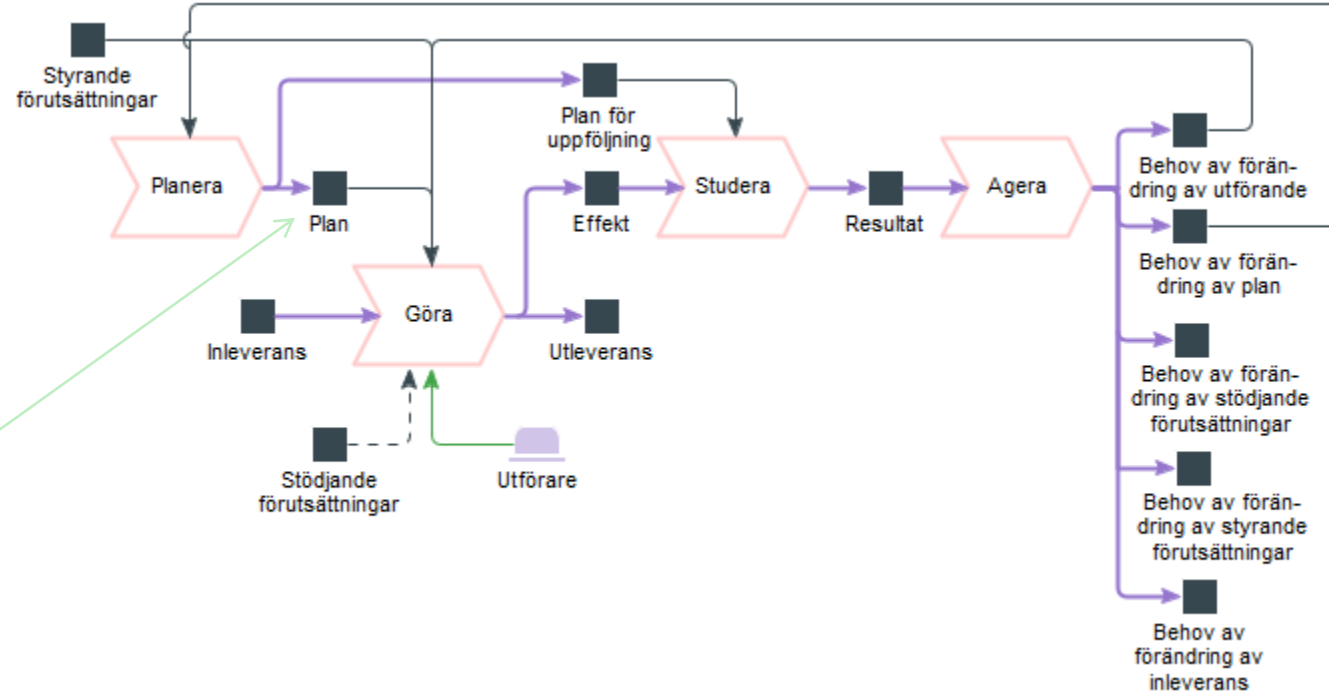 Styrande
förutsättningar
Plan för
uppföljning
Planera
Plan
Effekt
Studera
Resultat
Agera
Behov av förän-
dring av utförande
Behov av förän-
dring av plan
Göra
Inleverans
Utleverans
Stödjande
förutsättningar
Utförare
Behov av förän-
dring av stödjande
förutsättningar
Behov av förän-
dring av styrande
förutsättningar
Behov av
förändring av
inleverans